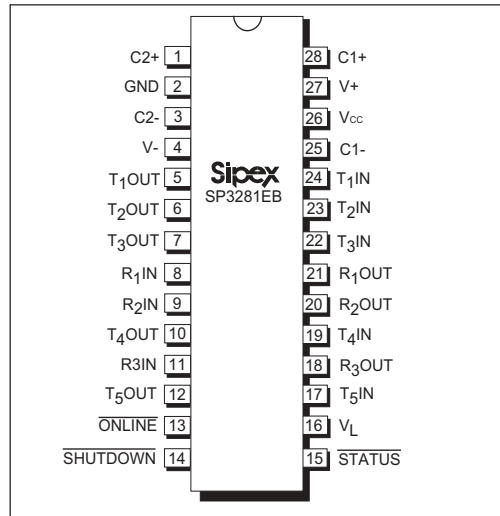 C2+ 1 28 C1+
GND 2 27 V+
C2- 3 26 Vcc
V- 4 25 C1-
Sipex
T1OUT 5 24 T1IN
SP3281EB
T2OUT 6 23 T2IN
T3OUT 7 22 T3IN
R1IN 8 21 R1OUT
R2IN 9 20 R2OUT
T4OUT 10 19 T4IN
R3IN 11 18 R3OUT
T5OUT 12 17 T5IN
ONLINE 13 16 VL
SHUTDOWN 14 15 STATUS